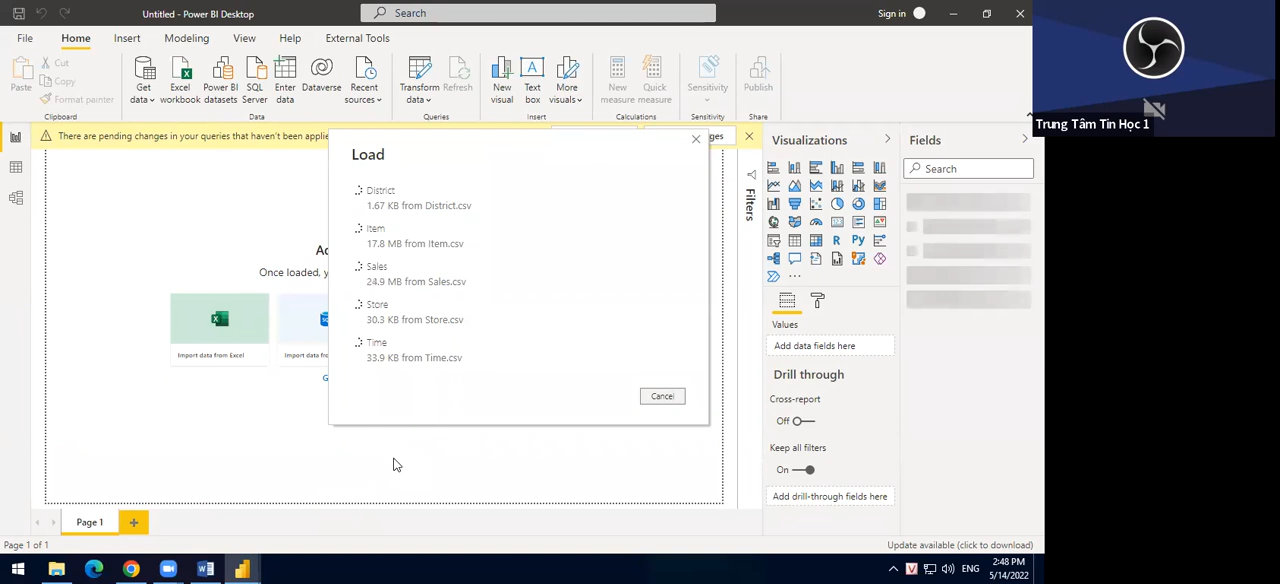 Untitled - Power BI Desktop
Search
Sign in
File
Home
Insert
Modeling
View
Help
External Tools
Paste
Cut
Copy
Format painter
Clipboard
Get data
Excel workbook
Power BI datasets
SQL Server
Enter data
Dataverse
Recent sources
Data
Transform data
Refresh
Queries
New visual
Text box
More visuals
Insert
New measure
Quick measure
Calculations
Sensitivity
Sensitivity
Publish
Share
Trung Tâm Tin Học 1
There are pending changes in your queries that haven't been
Load
District
1.67 KB from District.csv
Item
17.8 MB from Item.csv
Sales
24.9 MB from Sales.csv
Store
30.3 KB from Store.csv
Time
33.9 KB from Time.csv
Cancel
Once loaded,
Import data from Excel
Import data
Filters
Visualizations
R
Py
Values
Add data fields here
Drill through
Cross-report
Off
Keep all filters
On
Add drill-through fields here
Fields
Search
Page 1
Page 1 of 1
Update available (click to download)
ENG
2:48 PM
5/14/2022